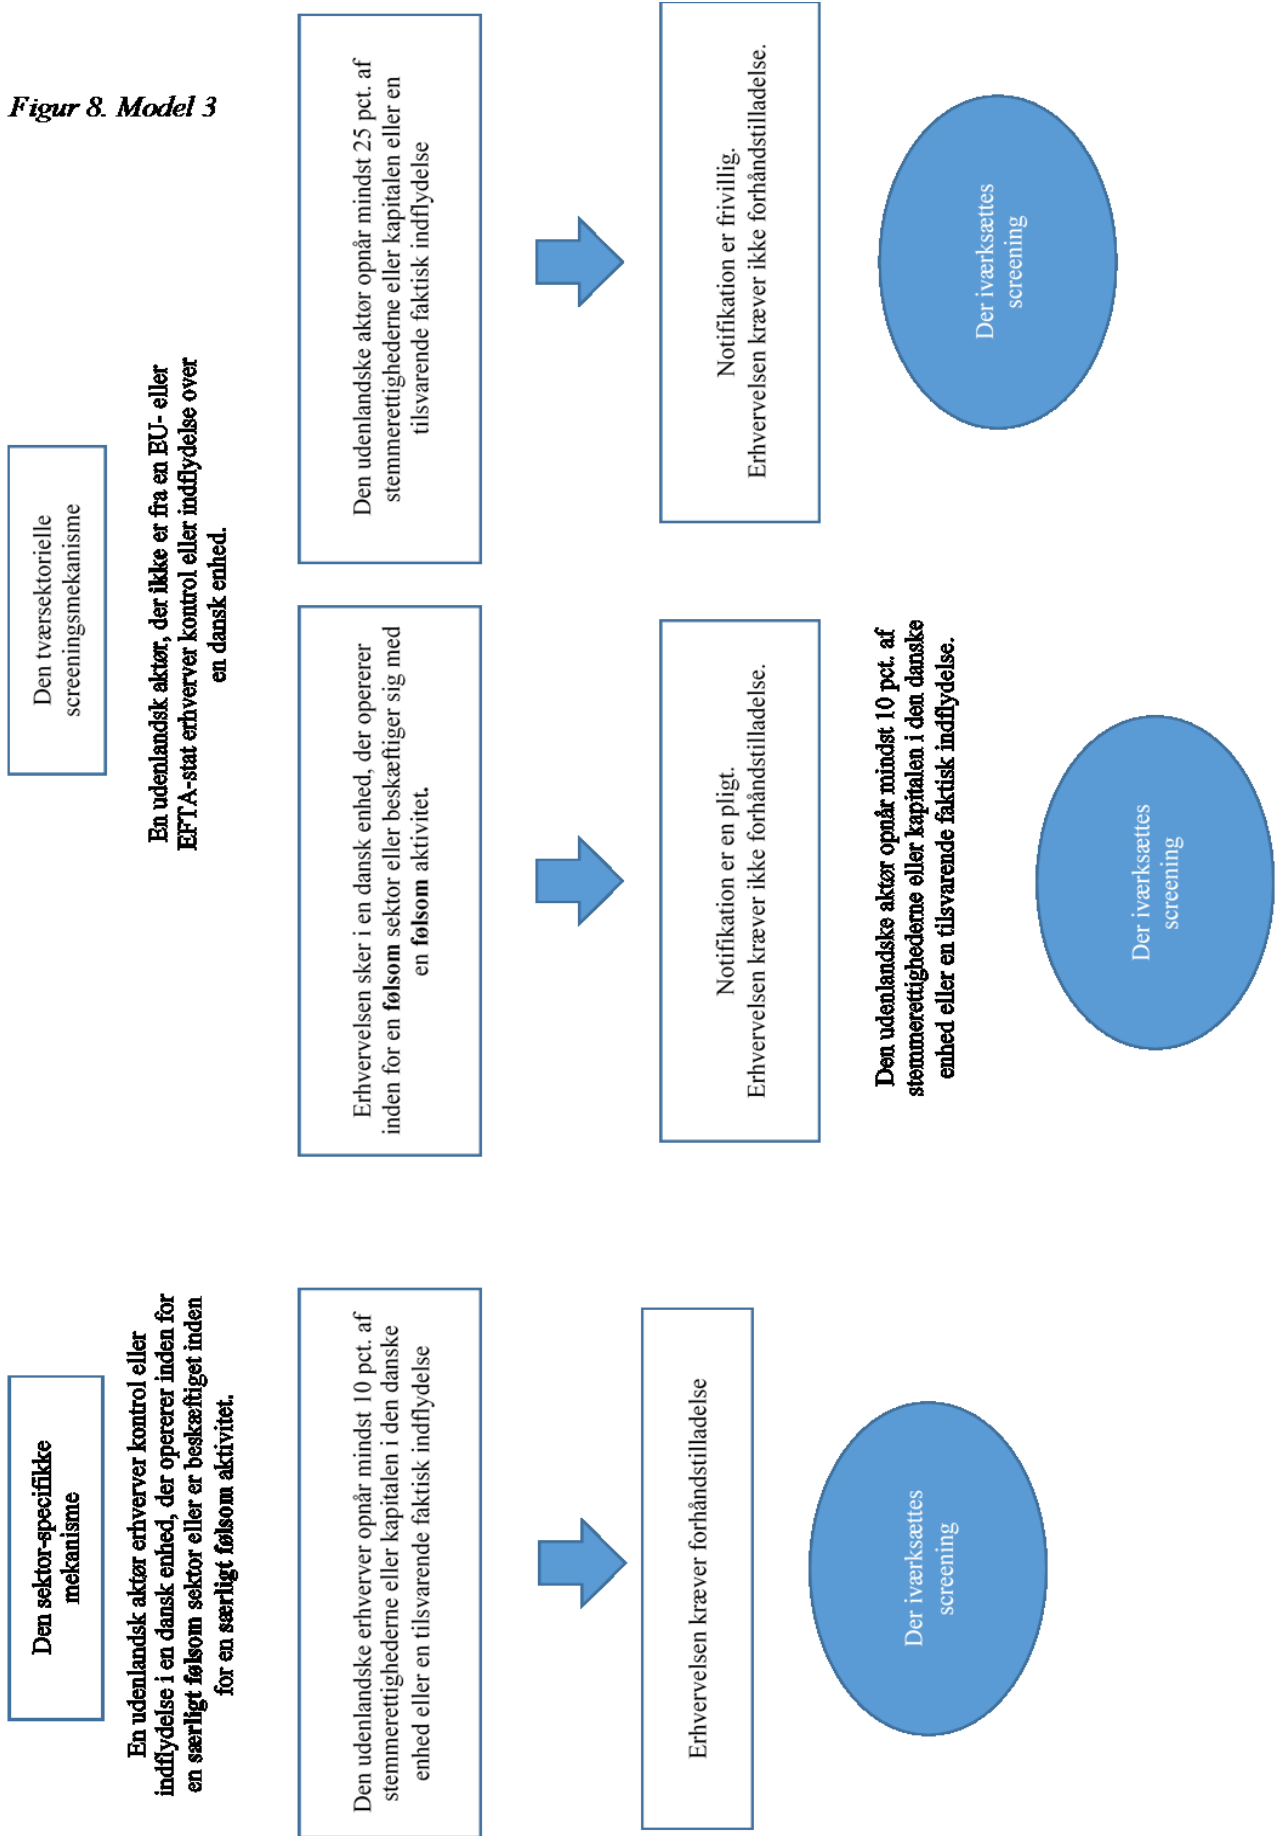 Figur 8. Model 3
Den sektor-specifikke
mekanisme
En udenlandsk aktør erhverver kontrol eller
indflydelse i en dansk enhed, der opererer inden for
en særligt følsom sektor eller er beskæftiget inden
for en særligt følsom aktivitet.
Den udenlandske erhverver opnår mindst 10 pct. af
stemmerettighederne eller kapitalen i den danske
enhed eller en tilsvarende faktisk indflydelse
Erhvervelsen kræver forhåndstilladelse
Der iværksættes
screening
Den tværsektorielle
screeningsmekanisme
En udenlandsk aktør, der ikke er fra en EU- eller
EFTA-stat erhverver kontrol eller indflydelse over
en dansk enhed.
Erhvervelsen sker i en dansk enhed, der opererer
inden for en følsom sektor eller beskæftiger sig med
en følsom aktivitet.
Notifikation er en pligt.
Erhvervelsen kræver ikke forhåndstilladelse.
Den udenlandske aktør opnår mindst 10 pct. af
stemmerettighederne eller kapitalen i den danske
enhed eller en tilsvarende faktisk indflydelse.
Der iværksættes
screening
Den udenlandske aktør opnår mindst 25 pct. af
stemmerettighederne eller kapitalen eller en
tilsvarende faktisk indflydelse
Notifikation er frivillig.
Erhvervelsen kræver ikke forhåndstilladelse.
Der iværksættes
screening